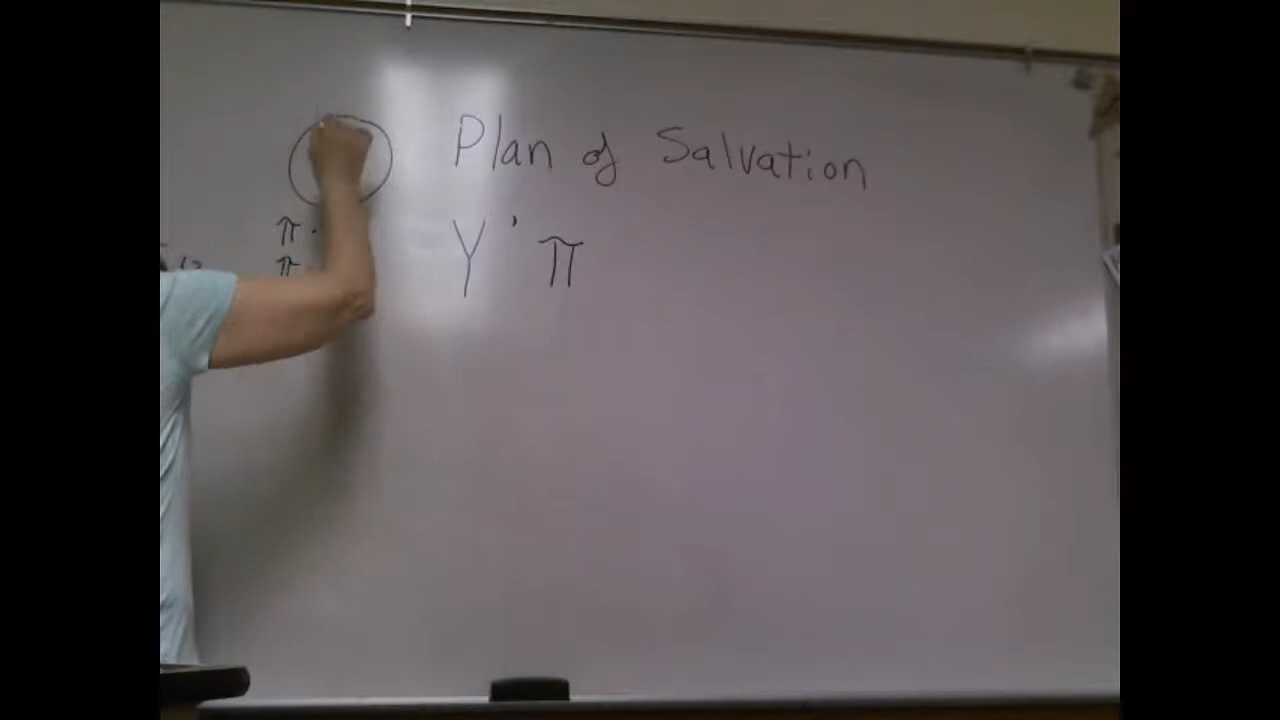 Plan of Salvation
Y ' π
π ·
π